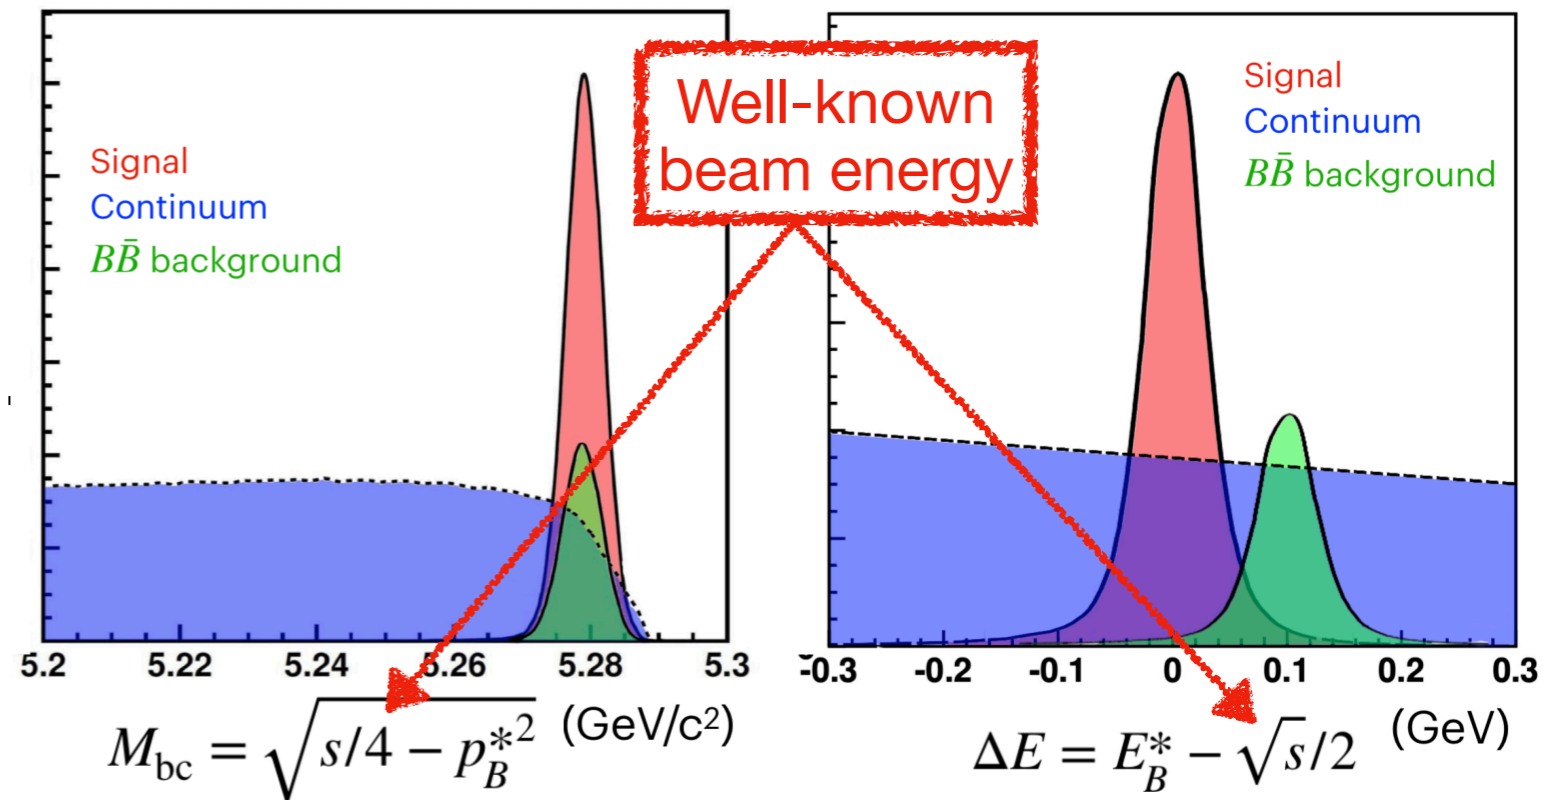 Well-known
beam energy
Signal
Continuum
BB̄ background
Signal
Continuum
BB̄ background
5.2 5.22 5.24 5.26 5.28 5.3
-0.3 -0.2 -0.1 0 0.1 0.2 0.3
M_bc = √(s/4 − p*_B²) (GeV/c²)
ΔE = E*_B − √s/2 (GeV)